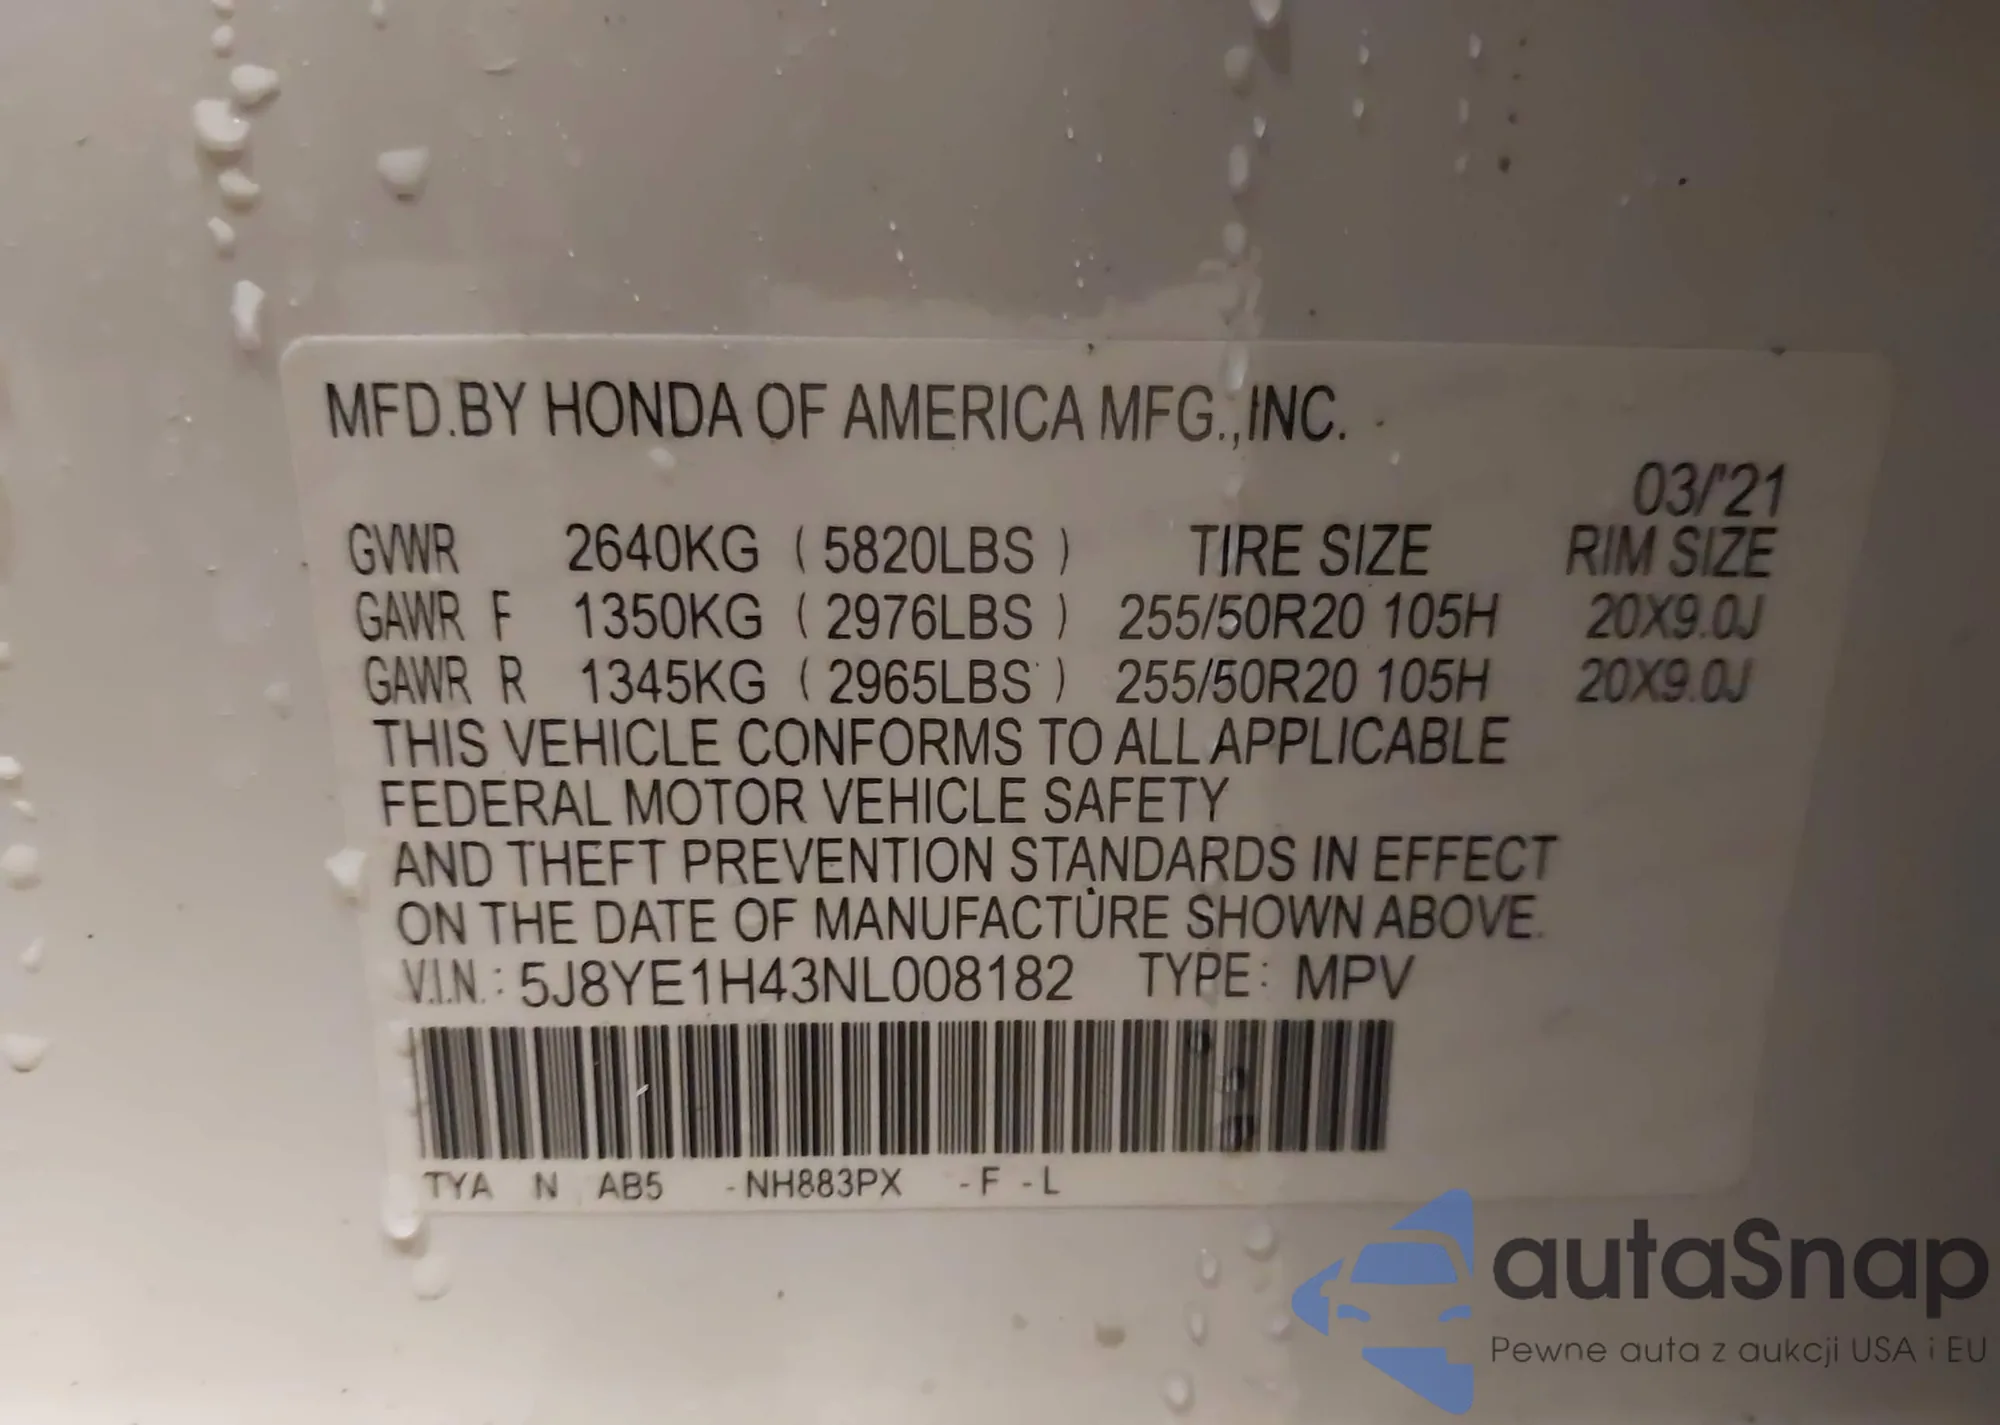 MFD.BY HONDA OF AMERICA MFG.,INC.
03/'21
GVWR 2640KG ( 5820LBS ) TIRE SIZE RIM SIZE
GAWR F 1350KG ( 2976LBS ) 255/50R20 105H 20X9.0J
GAWR R 1345KG ( 2965LBS ) 255/50R20 105H 20X9.0J
THIS VEHICLE CONFORMS TO ALL APPLICABLE
FEDERAL MOTOR VEHICLE SAFETY
AND THEFT PREVENTION STANDARDS IN EFFECT
ON THE DATE OF MANUFACTURE SHOWN ABOVE.
V.I.N.: 5J8YE1H43NL008182 TYPE: MPV
TYA N AB5 -NH883PX -F -L
autaSnap
Pewne auta z aukcji USA i EU